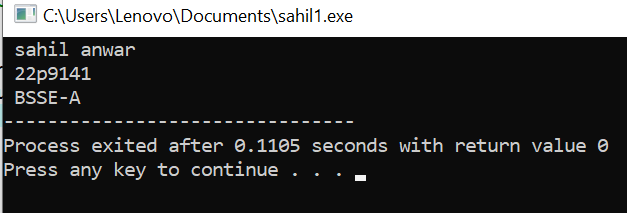 C:\Users\Lenovo\Documents\sahil1.exe
sahil anwar
22p9141
BSSE-A
--------------------------------
Process exited after 0.1105 seconds with return value 0
Press any key to continue . . .